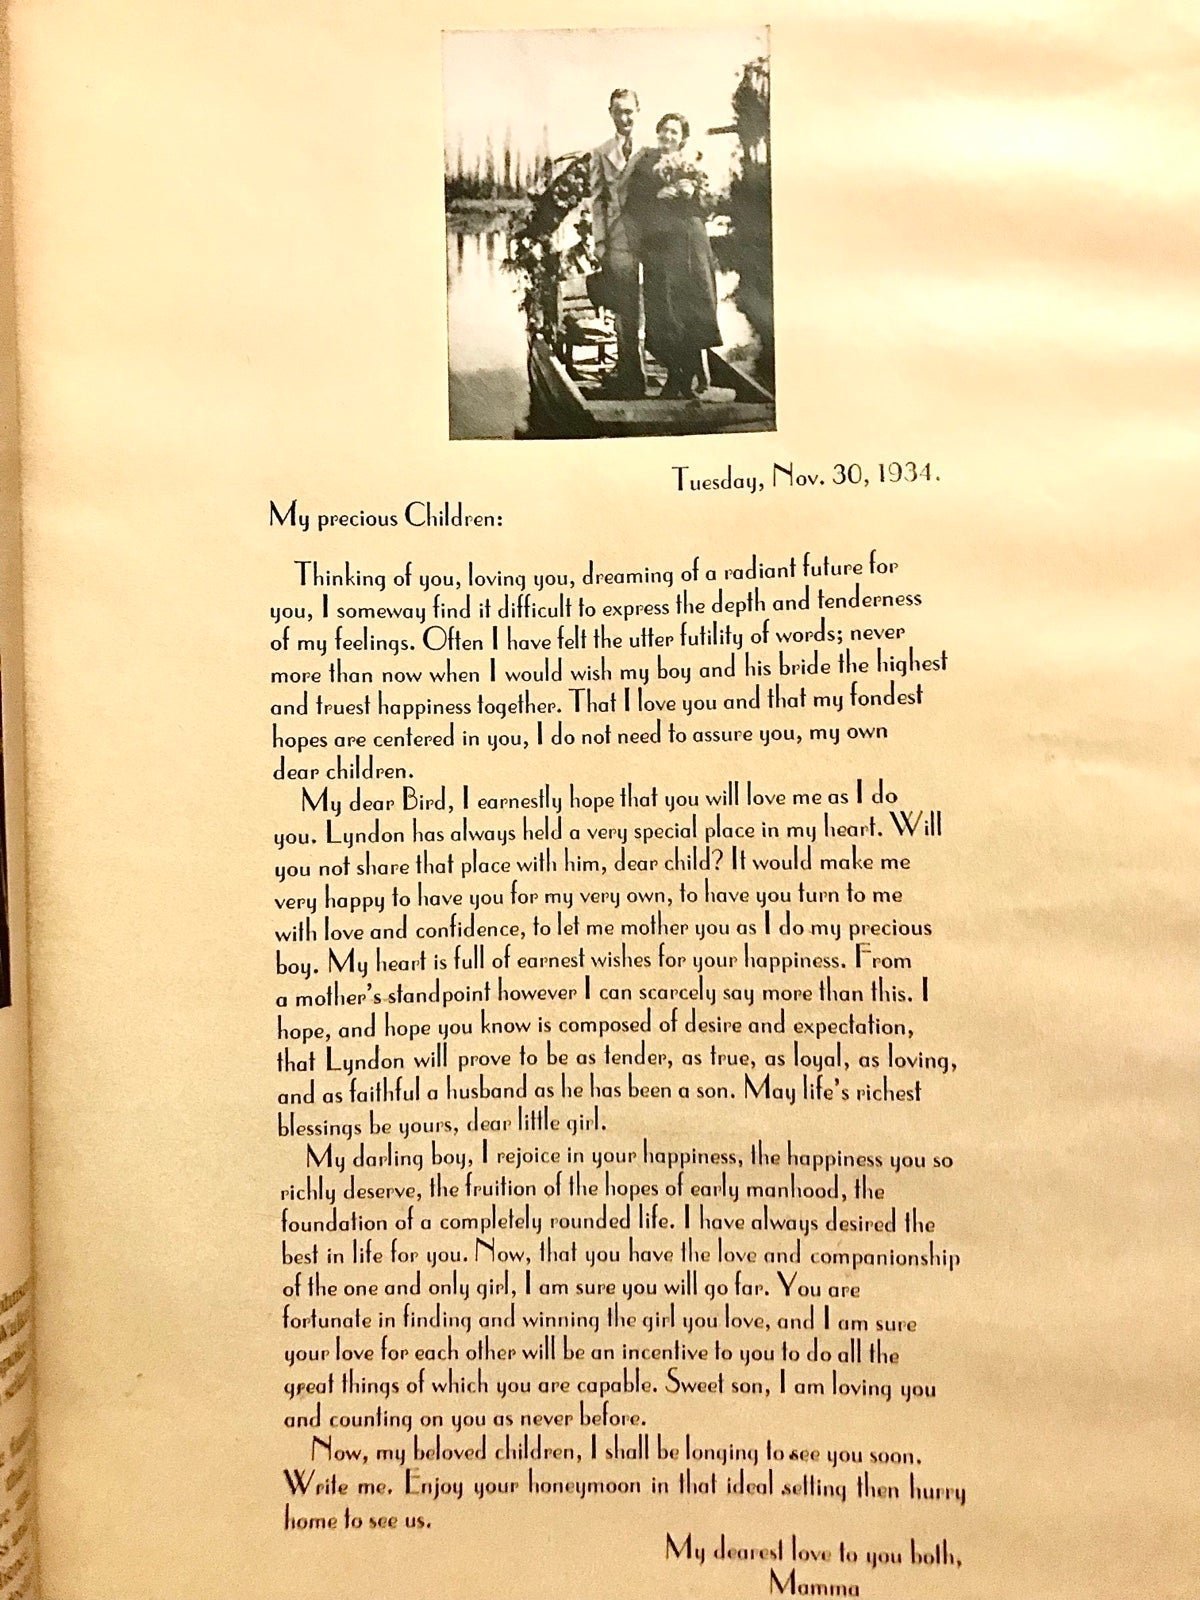 Tuesday, Nov. 30, 1934.
My precious Children:
Thinking of you, loving you, dreaming of a radiant future for
you, I someway find it difficult to express the depth and tenderness
of my feelings. Often I have felt the utter futility of words; never
more than now when I would wish my boy and his bride the highest
and truest happiness together. That I love you and that my fondest
hopes are centered in you, I do not need to assure you, my own
dear children.
My dear Bird, I earnestly hope that you will love me as I do
you. Lyndon has always held a very special place in my heart. Will
you not share that place with him, dear child? It would make me
very happy to have you for my very own, to have you turn to me
with love and confidence, to let me mother you as I do my precious
boy. My heart is full of earnest wishes for your happiness. From
a mother's standpoint however I can scarcely say more than this. I
hope, and hope you know is composed of desire and expectation,
that Lyndon will prove to be as tender, as true, as loyal, as loving,
and as faithful a husband as he has been a son. May life's richest
blessings be yours, dear little girl.
My darling boy, I rejoice in your happiness, the happiness you so
richly deserve, the fruition of the hopes of early manhood, the
foundation of a completely rounded life. I have always desired the
best in life for you. Now, that you have the love and companionship
of the one and only girl, I am sure you will go far. You are
fortunate in finding and winning the girl you love, and I am sure
your love for each other will be an incentive to you to do all the
great things of which you are capable. Sweet son, I am loving you
and counting on you as never before.
Now, my beloved children, I shall be longing to see you soon.
Write me. Enjoy your honeymoon in that ideal setting then hurry
home to see us.
My dearest love to you both,
Mamma